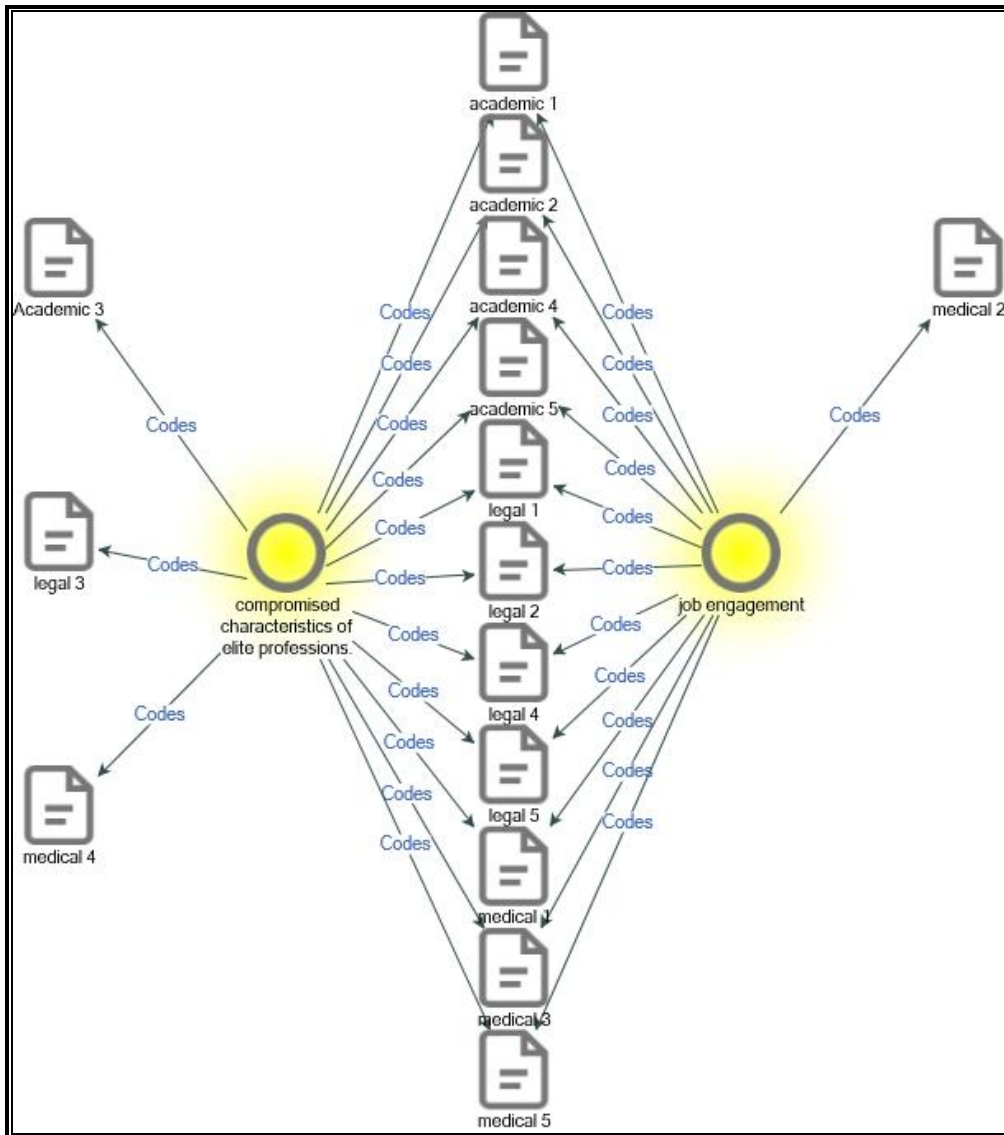 academic 1
academic 2
Academic 3
medical 2
academic 4
Codes
Codes
Codes
Codes
academic 5
Codes
Codes
Codes
Codes
Codes
Codes
legal 1
Codes
Codes
Codes
Codes
legal 3
legal 2
compromised
characteristics of
elite professions.
job engagement
Codes
Codes
Codes
Codes
Codes
legal 4
Codes
Codes
Codes
Codes
legal 5
Codes
Codes
medical 4
medical 1
medical 3
medical 5